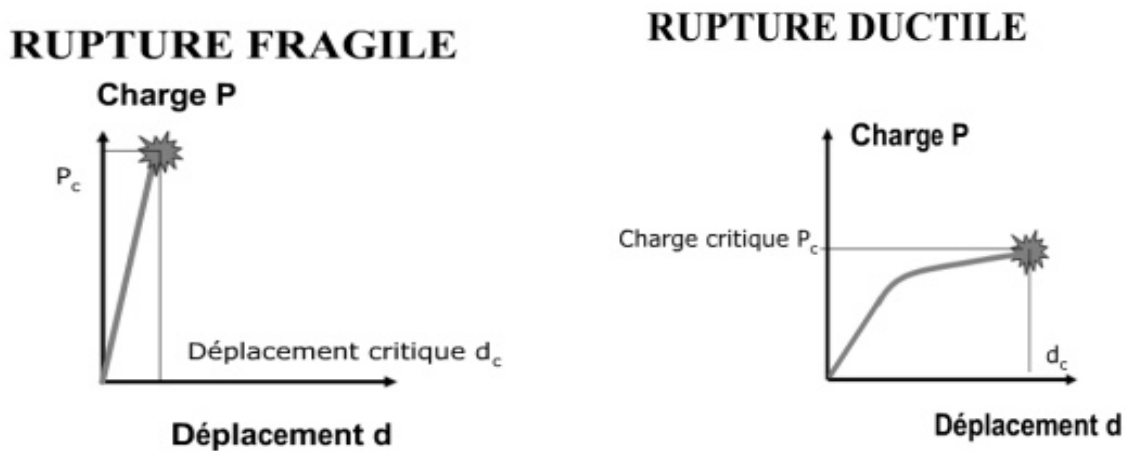 RUPTURE FRAGILE
Charge P
Pc
Déplacement critique dc
Déplacement d
RUPTURE DUCTILE
Charge P
Charge critique Pc
dc
Déplacement d